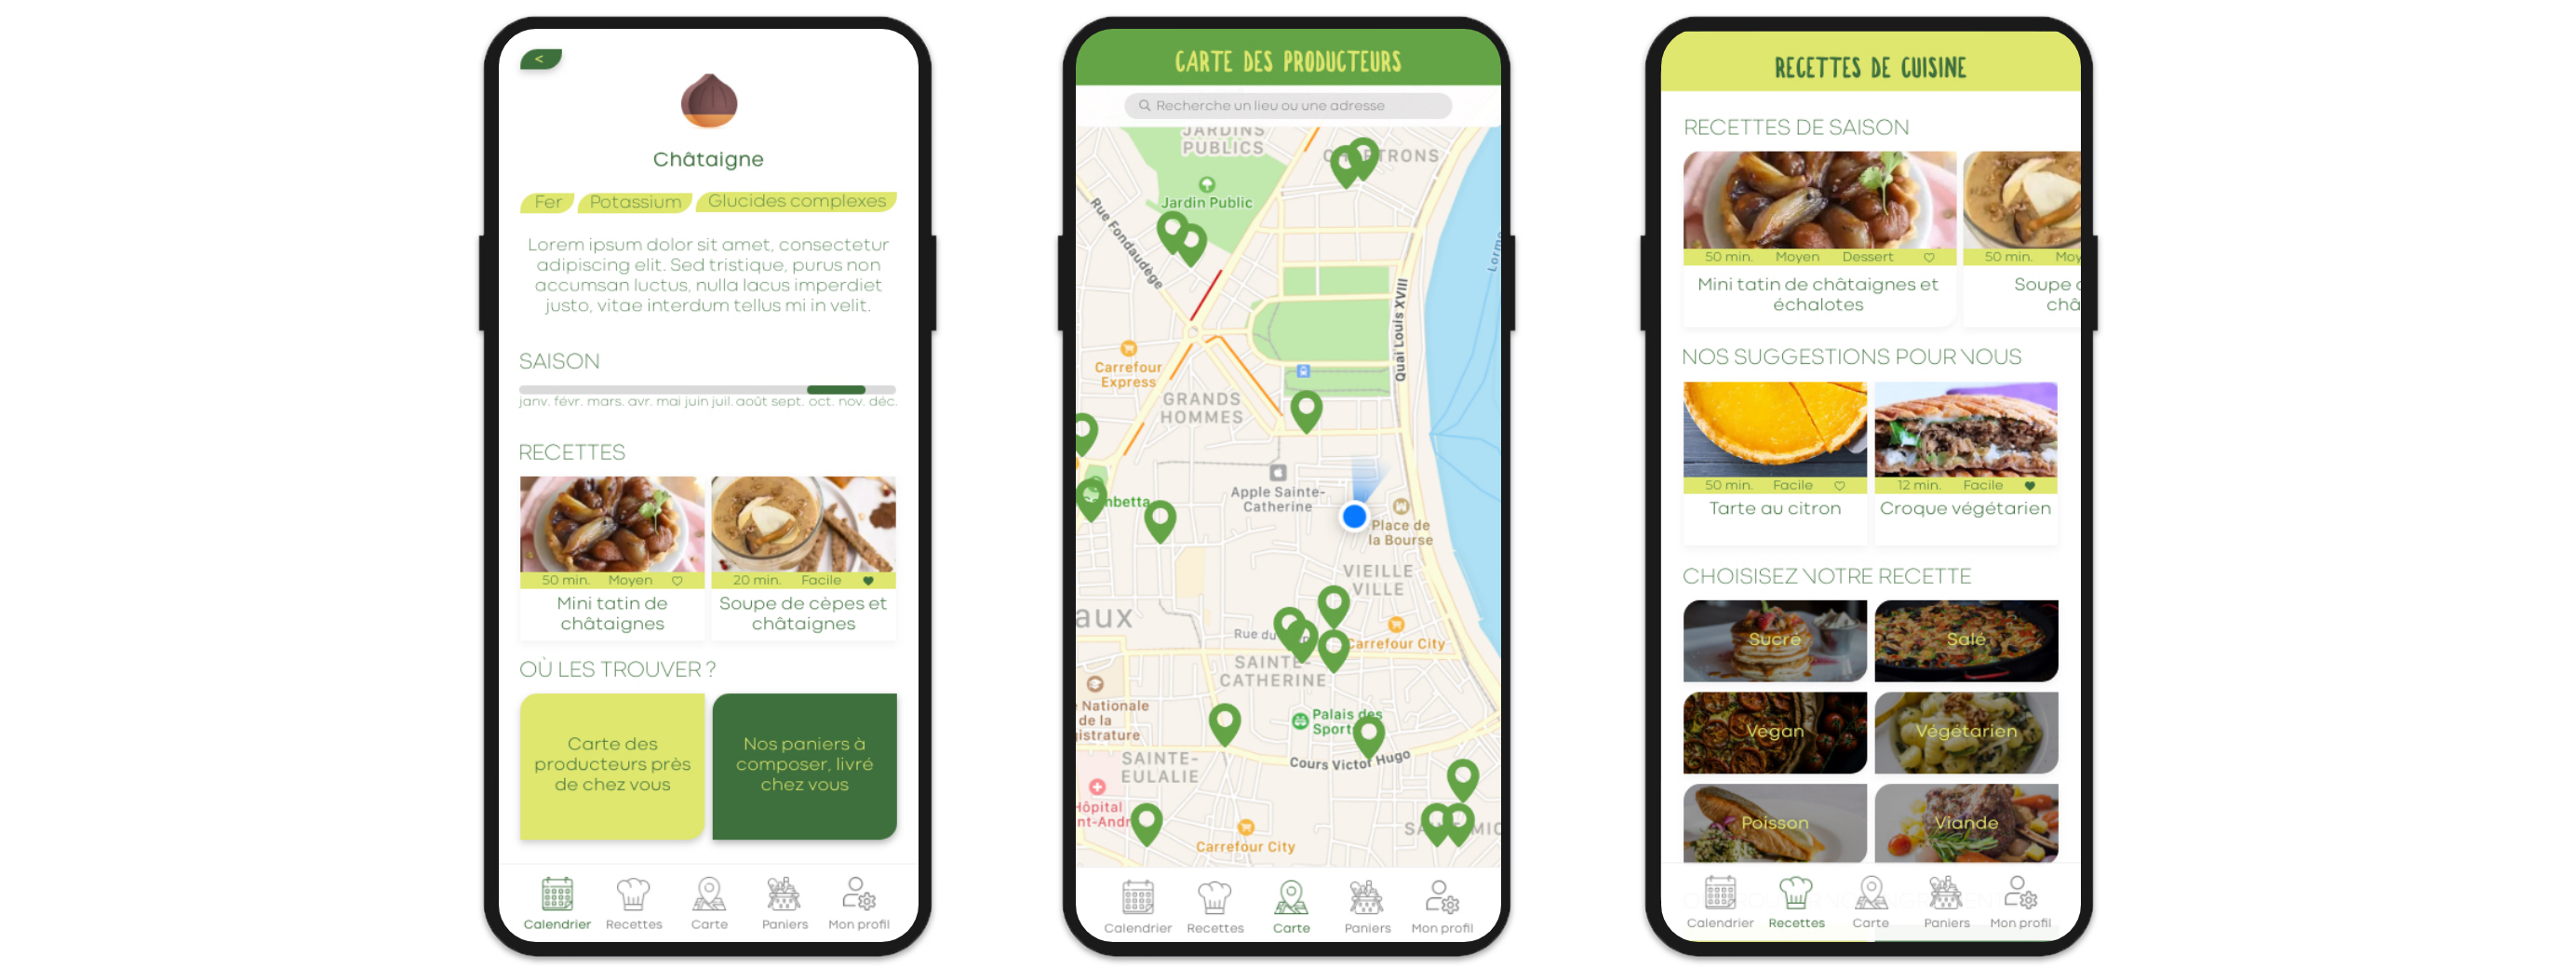 <
Châtaigne
Fer Potassium Glucides complexes
Lorem ipsum dolor sit amet, consectetur
adipiscing elit. Sed tristique, purus non
accumsan luctus, nulla lacus imperdiet
justo, vitae interdum tellus mi in velit.
SAISON
janv. févr. mars. avr. mai juin juil. août sept. oct. nov. déc.
RECETTES
50 min. Moyen
Mini tatin de
châtaignes
20 min. Facile
Soupe de cèpes et
châtaignes
OÙ LES TROUVER ?
Carte des
producteurs près
de chez vous
Nos paniers à
composer, livré
chez vous
Calendrier Recettes Carte Paniers Mon profil
CARTE DES PRODUCTEURS
Recherche un lieu ou une adresse
JARDINS
PUBLICS
TRONS
Jardin Public
Rue Fondaudège
Quai Louis XVIII
Carrefour
Express
GRANDS
HOMMES
Apple Sainte-
Catherine
mbetta
Place de
la Bourse
VIEILLE
VILLE
aux
Rue du
Carrefour City
SAINTE-
CATHERINE
Nationale
de la
gistrature
Palais des
Sport
Cours Victor Hugo
SAINTE-
EULALIE
Hôpital
nt-Andr
Carrefour City
SA MIC
Calendrier Recettes Carte Paniers Mon profil
RECETTES DE CUISINE
RECETTES DE SAISON
50 min. Moyen Dessert
Mini tatin de châtaignes et
échalotes
50 min. Moy
Soupe
châ
NOS SUGGESTIONS POUR VOUS
50 min. Facile
Tarte au citron
12 min. Facile
Croque végétarien
CHOISISEZ VOTRE RECETTE
Sucré
Salé
Végan
Végétarien
Poisson
Viande
Calendrier Recettes Carte Paniers Mon profil